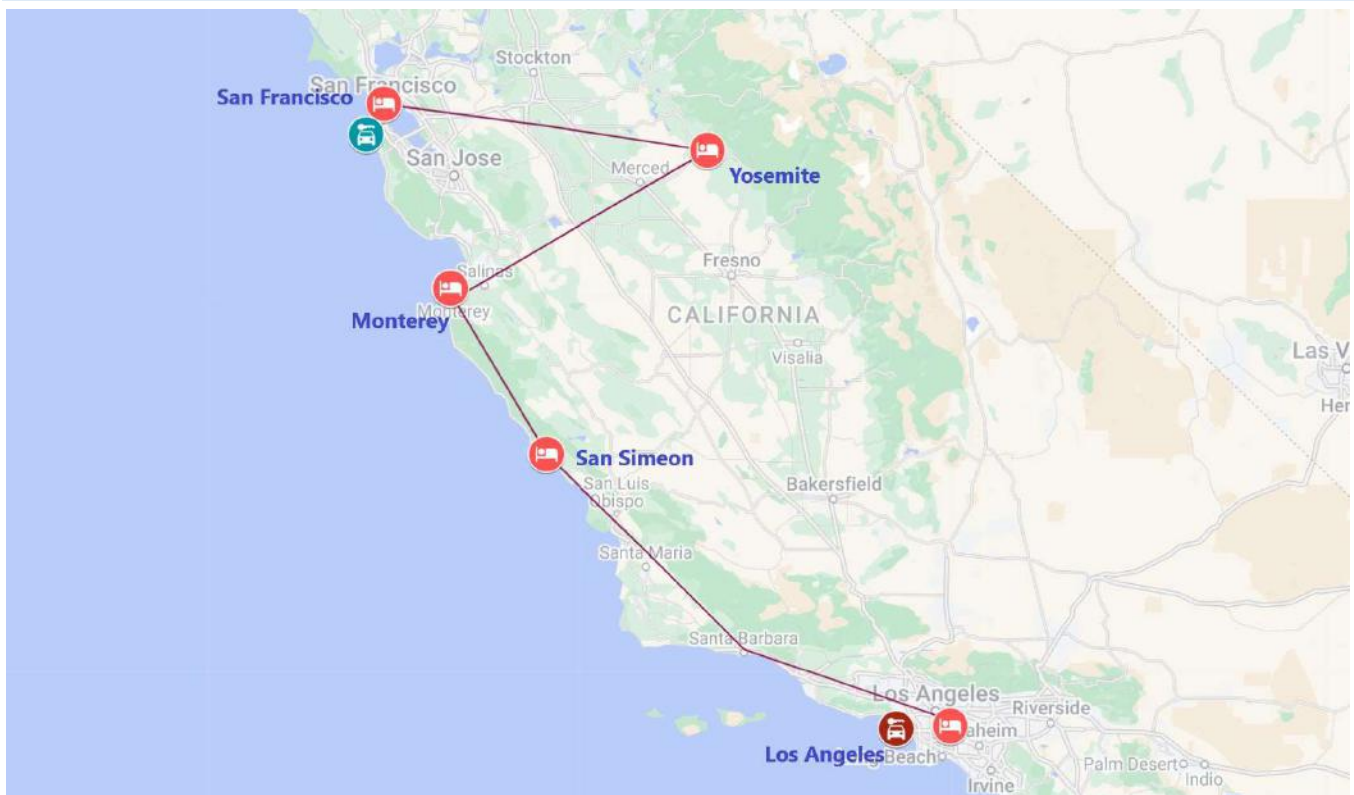 Stockton
San Francisco
San Francisco
San Jose
Merced
Yosemite
Fresno
Salinas
Monterey
Monterey
CALIFORNIA
Visalia
Las V
Her
San Simeon
San Luis
Obispo
Bakersfield
Santa Maria
Santa Barbara
Los Angeles
Riverside
aheim
Los Angeles
Beach
Palm Desert
Indio
Irvine